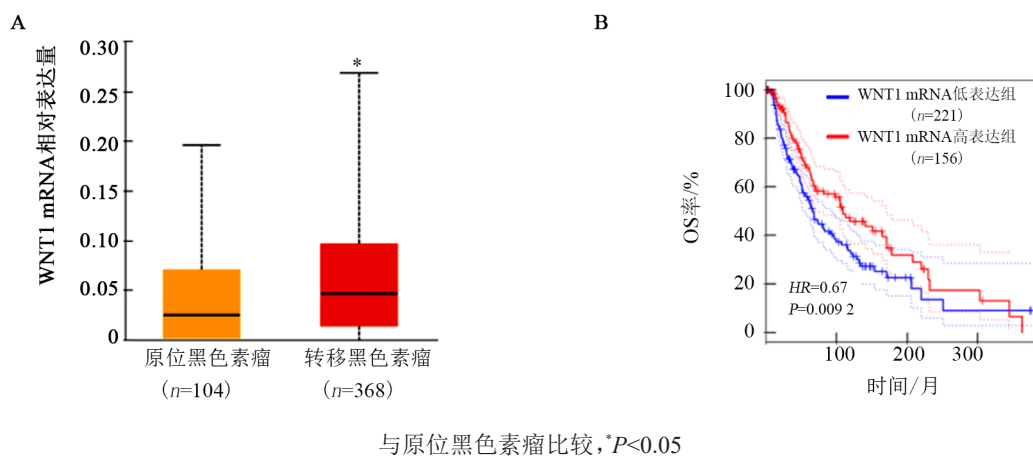 A
WNT1 mRNA相对表达量
0.30
0.25
0.20
0.15
0.10
0.05
0
*
原位黑色素瘤
(n=104)
转移黑色素瘤
(n=368)
B
OS率/%
100
80
60
40
20
0
WNT1 mRNA低表达组
(n=221)
WNT1 mRNA高表达组
(n=156)
HR=0.67
P=0.009 2
100 200 300
时间/月
与原位黑色素瘤比较,*P<0.05